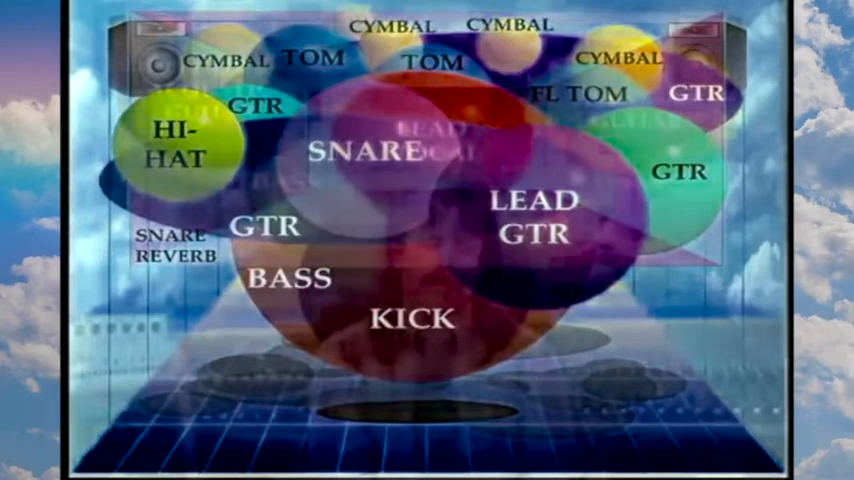 CYMBAL
CYMBAL
CYMBAL
TOM
TOM
CYMBAL
GTR
FL TOM
GTR
HI-
HAT
LEAD
SNARE
GTR
LEAD
GTR
SNARE
REVERB
GTR
BASS
KICK